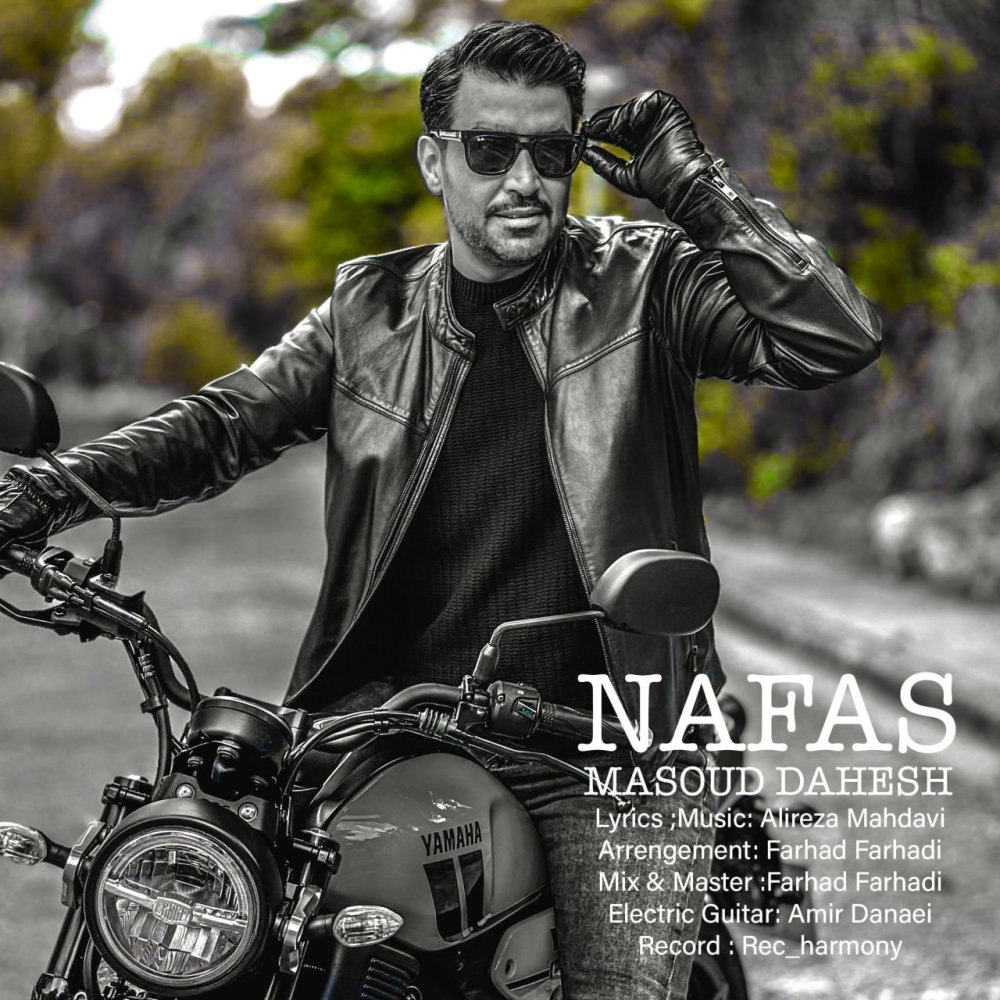 YAMAHA
NAFAS
MASOUD DAHESH
Lyrics ;Music: Alireza Mahdavi
Arrengement: Farhad Farhadi
Mix & Master :Farhad Farhadi
Electric Guitar: Amir Danaei
Record : Rec_harmony